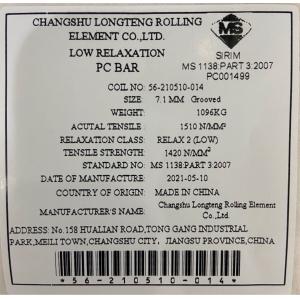 CHANGSHU LONGTENG ROLLING
ELEMENT CO.,LTD.
LOW RELAXATION
PC BAR
MS
SIRIM
MS 1138:PART 3:2007
PC001499
COIL NO: 56-210510-014
SIZE: 7.1 MM Grooved
WEIGHT: 1096KG
ACUTAL TENSILE: 1510 N/MM²
RELAXATION CLASS: RELAX 2 (LOW)
TENSILE STRENGTH: 1420 N/MM²
STANDARD NO: MS 1138:PART 3:2007
DATE OF MANUFACTURE: 2021-05-10
COUNTRY OF ORIGIN: MADE IN CHINA
MANUFACTURER'S NAME: Changshu Longteng Rolling Element Co.,Ltd.
ADDRESS: No.158 HUALIAN ROAD,TONG GANG INDUSTRIAL
PARK,MEILI TOWN,CHANGSHU CITY, JIANGSU PROVINCE,CHINA
*56-210510-014*